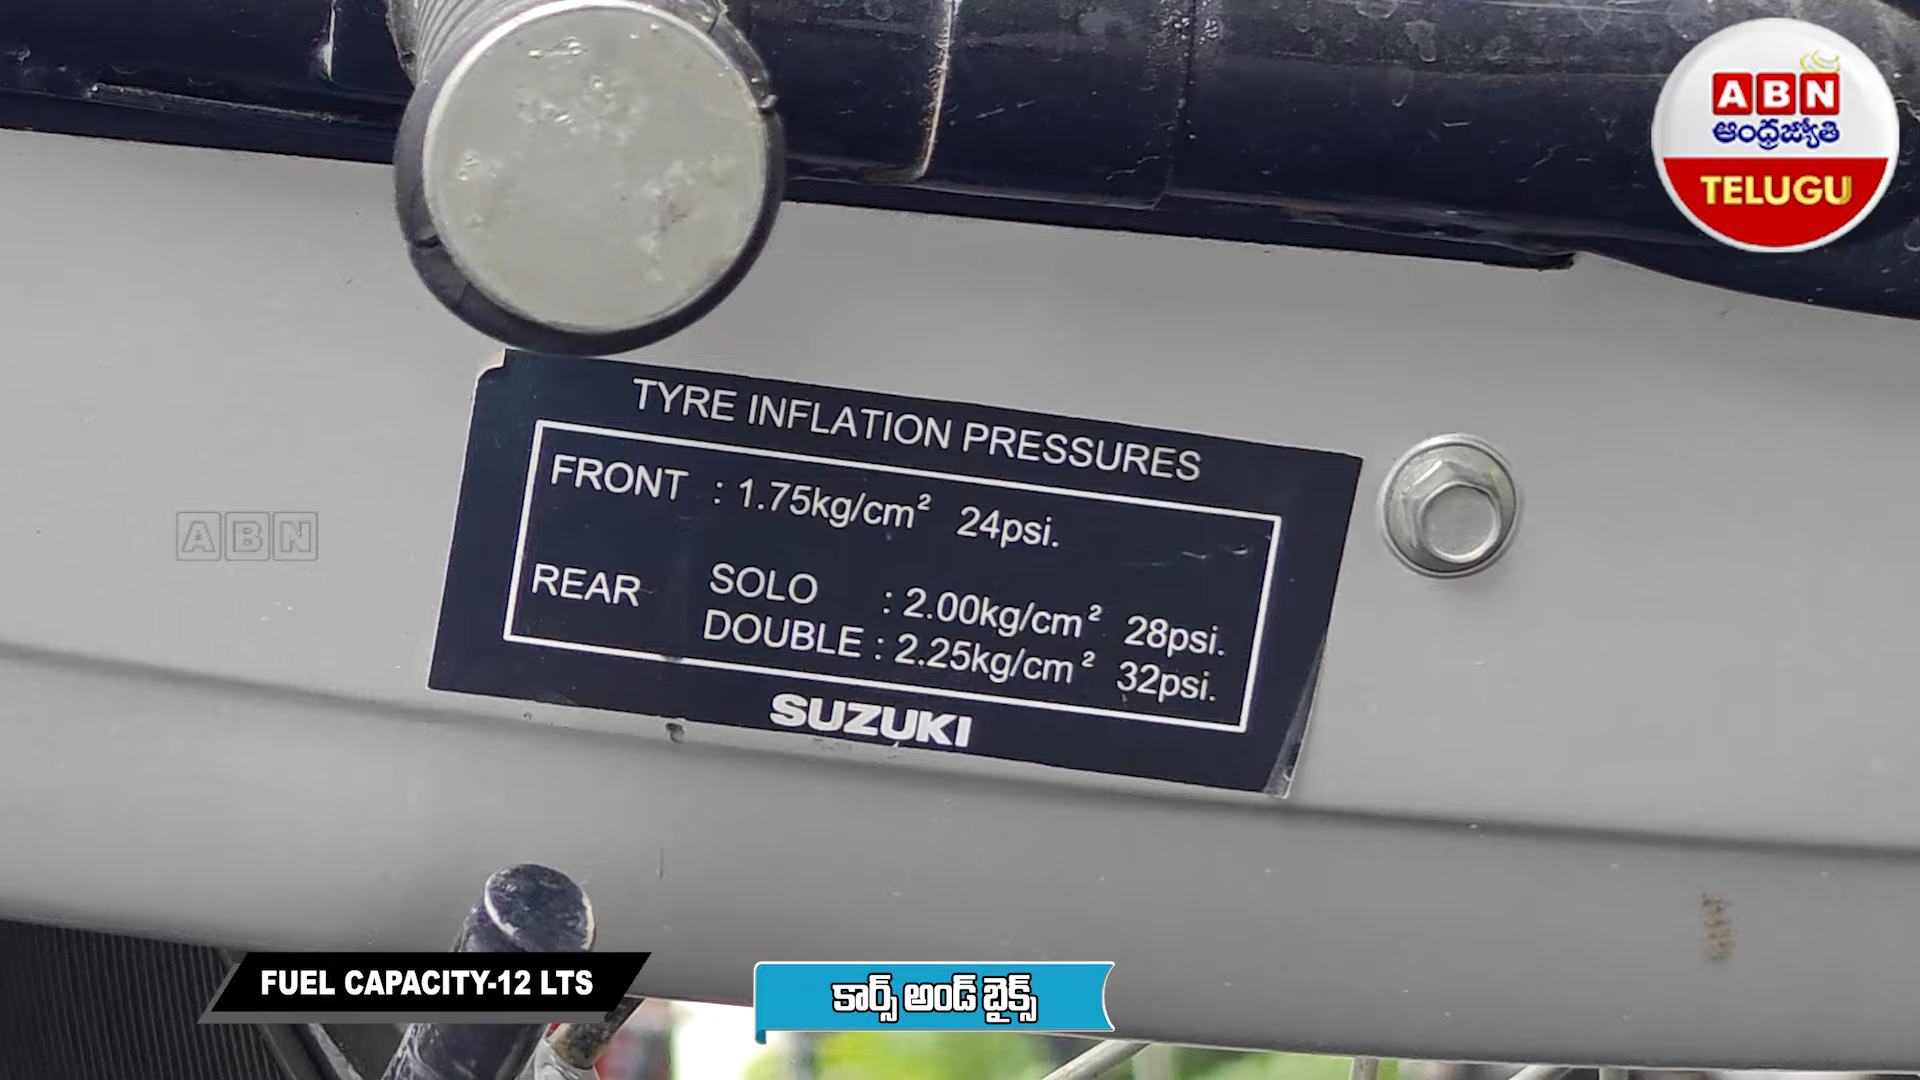 ABN
ఆంధ్రజ్యోతి
TELUGU
TYRE INFLATION PRESSURES
FRONT : 1.75kg/cm² 24psi.
REAR SOLO : 2.00kg/cm² 28psi.
DOUBLE : 2.25kg/cm² 32psi.
SUZUKI
ABN
FUEL CAPACITY-12 LTS
కార్స్ అండ్ బైక్స్